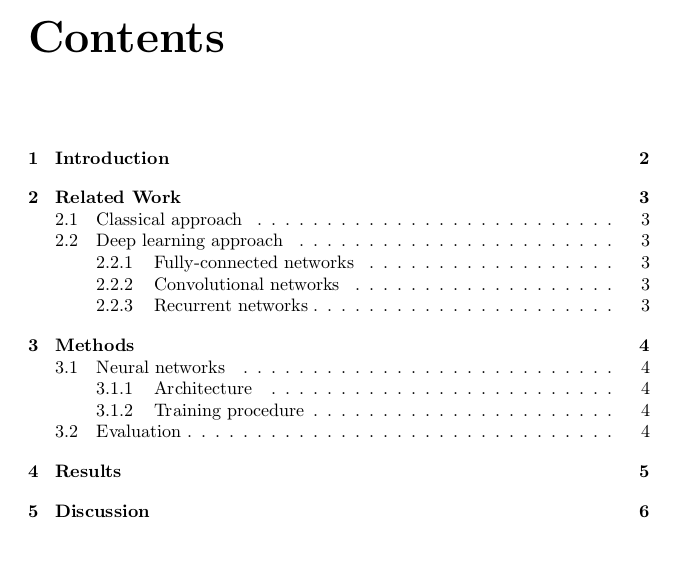 Contents
1 Introduction 2
2 Related Work 3
2.1 Classical approach . . . . . . . . . . . . . . . . . . . . . . . . . . 3
2.2 Deep learning approach . . . . . . . . . . . . . . . . . . . . . . . 3
2.2.1 Fully-connected networks . . . . . . . . . . . . . . . . . . 3
2.2.2 Convolutional networks . . . . . . . . . . . . . . . . . . . 3
2.2.3 Recurrent networks . . . . . . . . . . . . . . . . . . . . . . 3
3 Methods 4
3.1 Neural networks . . . . . . . . . . . . . . . . . . . . . . . . . . . 4
3.1.1 Architecture . . . . . . . . . . . . . . . . . . . . . . . . . 4
3.1.2 Training procedure . . . . . . . . . . . . . . . . . . . . . . 4
3.2 Evaluation . . . . . . . . . . . . . . . . . . . . . . . . . . . . . . . 4
4 Results 5
5 Discussion 6